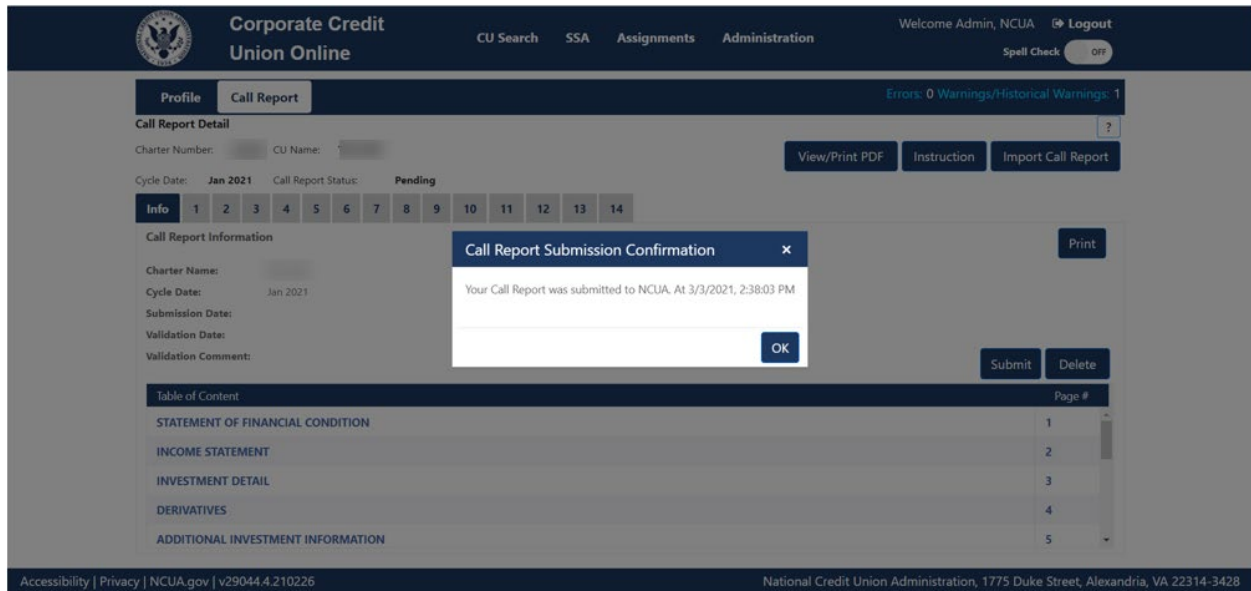 Corporate Credit
Union Online
CU Search SSA Assignments Administration
Welcome Admin, NCUA Logout
Spell Check OFF
Profile Call Report
Errors: 0 Warnings/Historical Warnings: 1
Call Report Detail
?
Charter Number: CU Name:
View/Print PDF Instruction Import Call Report
Cycle Date: Jan 2021 Call Report Status: Pending
Info 1 2 3 4 5 6 7 8 9 10 11 12 13 14
Call Report Information
Print
Charter Name:
Cycle Date: Jan 2021
Submission Date:
Validation Date:
Validation Comment:
Call Report Submission Confirmation ×
Your Call Report was submitted to NCUA. At 3/3/2021, 2:38:03 PM
OK
Submit Delete
Table of Content Page #
STATEMENT OF FINANCIAL CONDITION 1
INCOME STATEMENT 2
INVESTMENT DETAIL 3
DERIVATIVES 4
ADDITIONAL INVESTMENT INFORMATION 5
Accessibility | Privacy | NCUA.gov | v29044.4.210226
National Credit Union Administration, 1775 Duke Street, Alexandria, VA 22314-3428